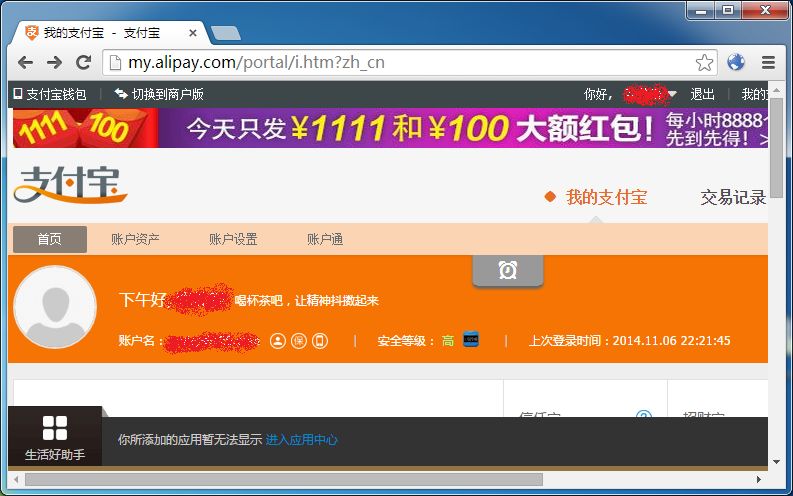 我的支付宝 - 支付宝
my.alipay.com/portal/i.htm?zh_cn
支付宝钱包 | 切换到商户版 你好， 退出 | 我的
1111 100 今天只发¥1111和¥100大额红包！ 每小时8888个
先到先得！>
支付宝
我的支付宝 交易记录
首页 账户资产 账户设置 账户通
下午好 喝杯茶吧，让精神抖擞起来
账户名： 保 | 安全等级：高 | 上次登录时间：2014.11.06 22:21:45
生活好助手
你所添加的应用暂无法显示 进入应用中心